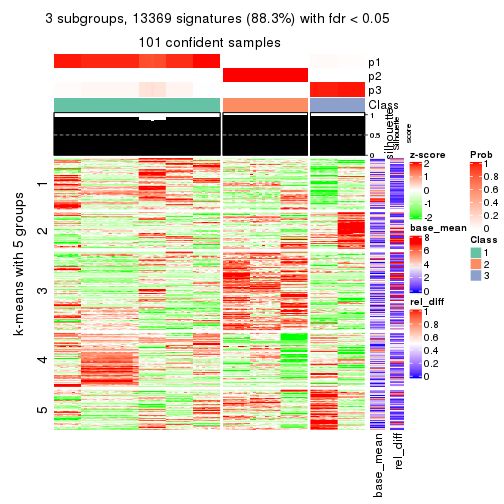 3 subgroups, 13369 signatures (88.3%) with fdr < 0.05
101 confident samples
p1
p2
p3
Class
1
0.5
0
silhouette
Silhouette
score
k-means with 5 groups
1
2
3
4
5
base_mean
rel_diff
z-score
2
1
0
-1
-2
base_mean
8
6
4
2
0
rel_diff
1
0.8
0.6
0.4
0.2
0
Prob
1
0.8
0.6
0.4
0.2
0
Class
1
2
3